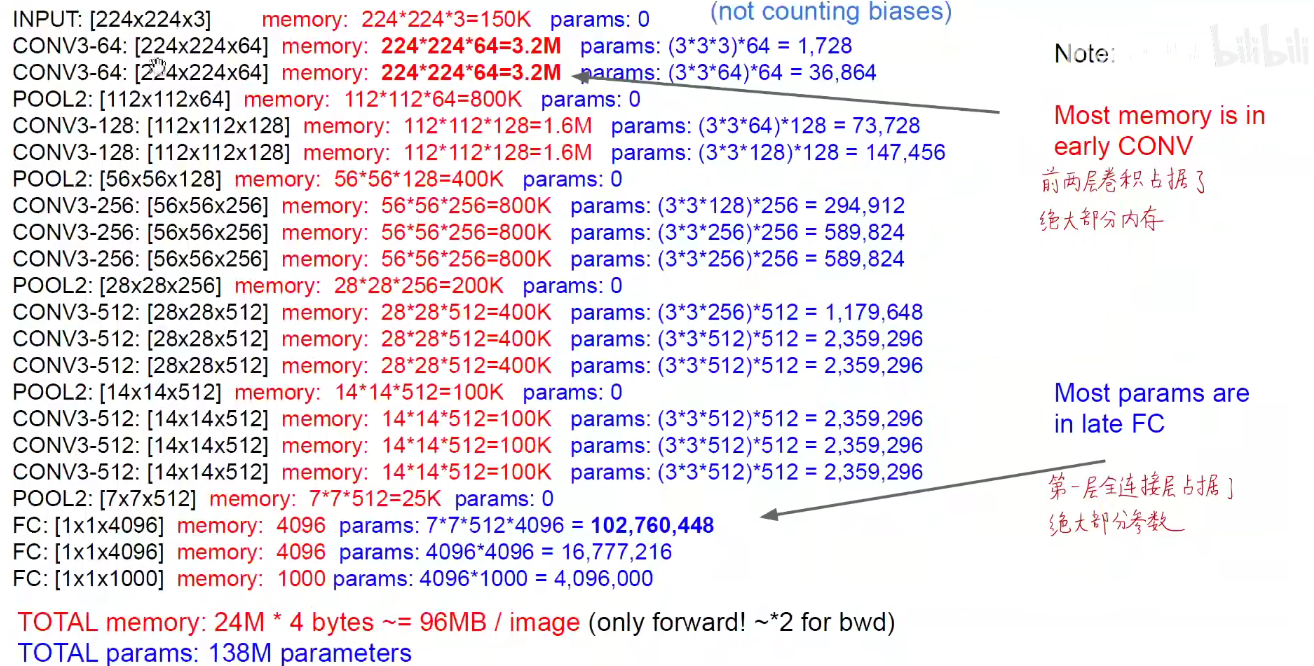 (not counting biases)
INPUT: [224x224x3] memory: 224*224*3=150K params: 0
CONV3-64: [224x224x64] memory: 224*224*64=3.2M params: (3*3*3)*64 = 1,728
CONV3-64: [224x224x64] memory: 224*224*64=3.2M params: (3*3*64)*64 = 36,864
POOL2: [112x112x64] memory: 112*112*64=800K params: 0
CONV3-128: [112x112x128] memory: 112*112*128=1.6M params: (3*3*64)*128 = 73,728
CONV3-128: [112x112x128] memory: 112*112*128=1.6M params: (3*3*128)*128 = 147,456
POOL2: [56x56x128] memory: 56*56*128=400K params: 0
CONV3-256: [56x56x256] memory: 56*56*256=800K params: (3*3*128)*256 = 294,912
CONV3-256: [56x56x256] memory: 56*56*256=800K params: (3*3*256)*256 = 589,824
CONV3-256: [56x56x256] memory: 56*56*256=800K params: (3*3*256)*256 = 589,824
POOL2: [28x28x256] memory: 28*28*256=200K params: 0
CONV3-512: [28x28x512] memory: 28*28*512=400K params: (3*3*256)*512 = 1,179,648
CONV3-512: [28x28x512] memory: 28*28*512=400K params: (3*3*512)*512 = 2,359,296
CONV3-512: [28x28x512] memory: 28*28*512=400K params: (3*3*512)*512 = 2,359,296
POOL2: [14x14x512] memory: 14*14*512=100K params: 0
CONV3-512: [14x14x512] memory: 14*14*512=100K params: (3*3*512)*512 = 2,359,296
CONV3-512: [14x14x512] memory: 14*14*512=100K params: (3*3*512)*512 = 2,359,296
CONV3-512: [14x14x512] memory: 14*14*512=100K params: (3*3*512)*512 = 2,359,296
POOL2: [7x7x512] memory: 7*7*512=25K params: 0
FC: [1x1x4096] memory: 4096 params: 7*7*512*4096 = 102,760,448
FC: [1x1x4096] memory: 4096 params: 4096*4096 = 16,777,216
FC: [1x1x1000] memory: 1000 params: 4096*1000 = 4,096,000
TOTAL memory: 24M * 4 bytes ~= 96MB / image (only forward! ~*2 for bwd)
TOTAL params: 138M parameters
Note:
bilibili
Most memory is in
early CONV
前两层卷积占据了
绝大部分内存
Most params are
in late FC
第一层全连接层占据了
绝大部分参数